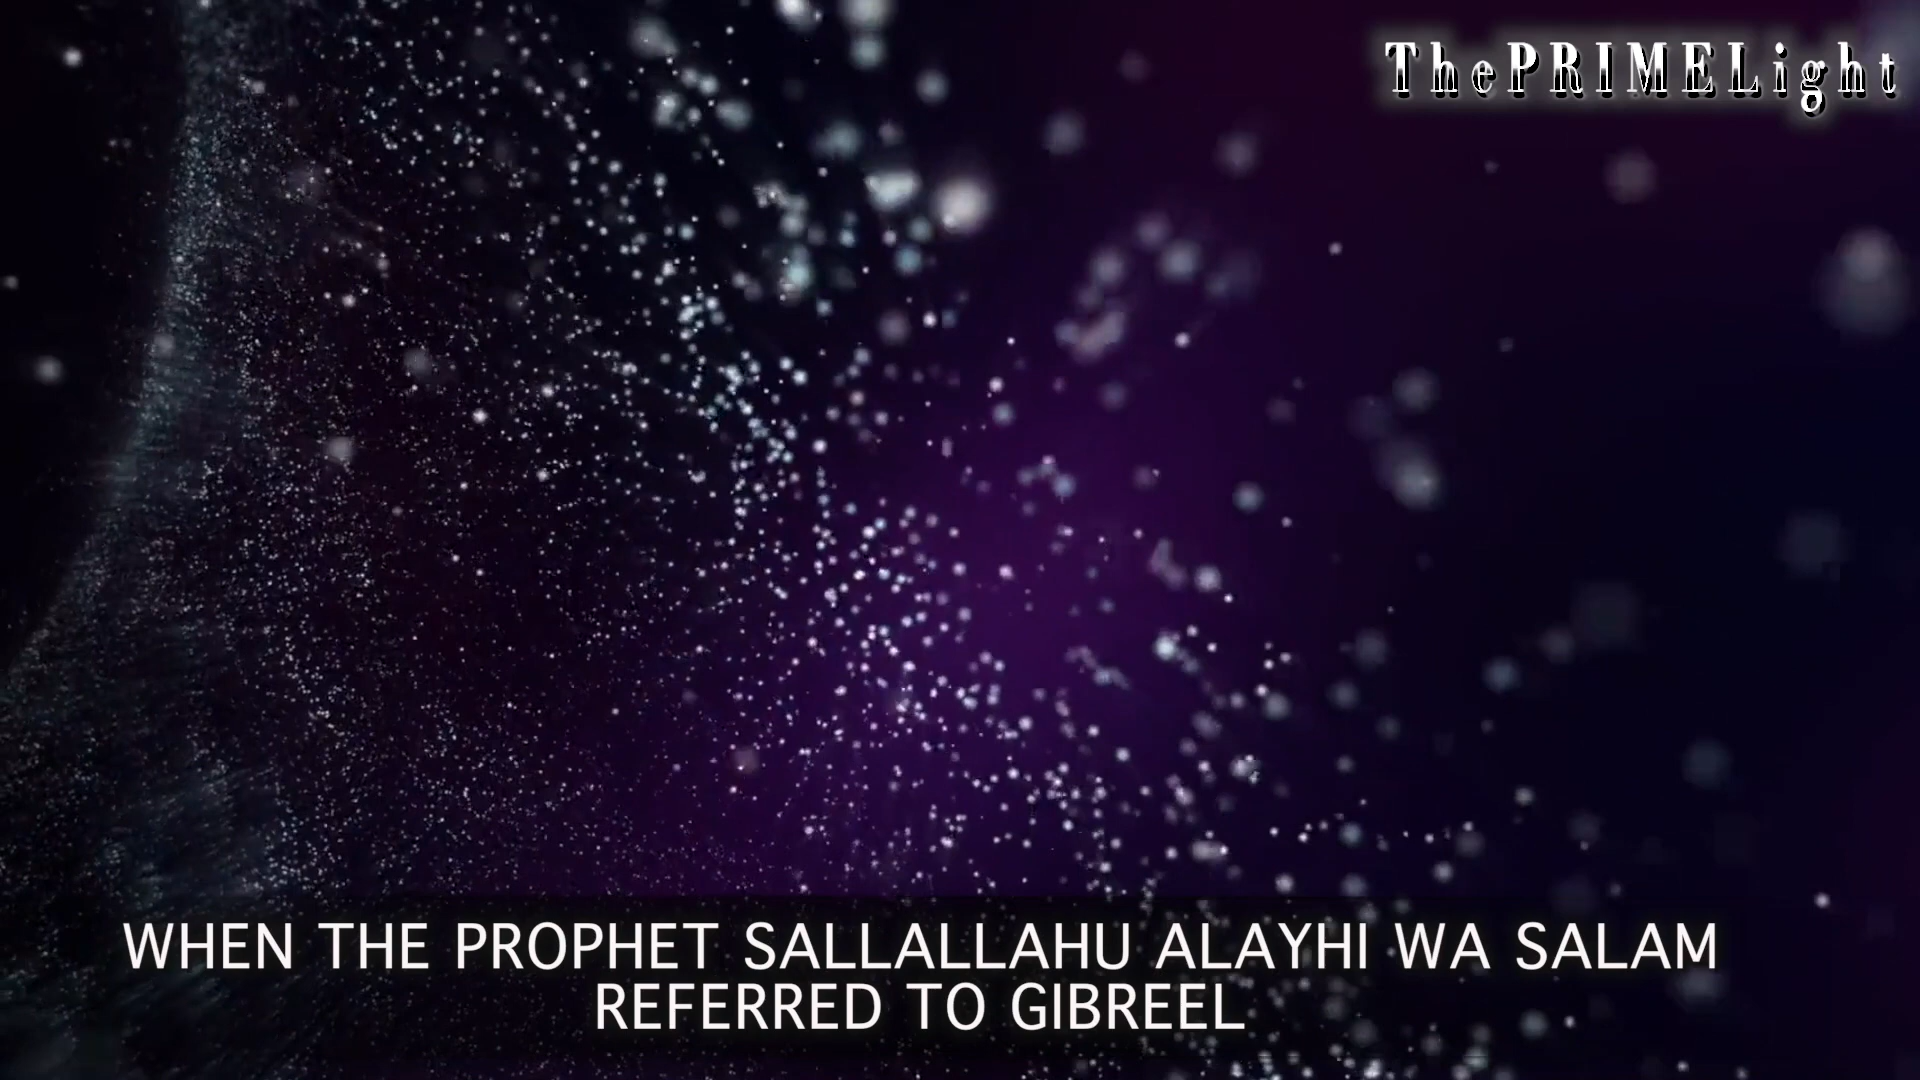 ThePRIMELight
WHEN THE PROPHET SALLALLAHU ALAYHI WA SALAM
REFERRED TO GIBREEL